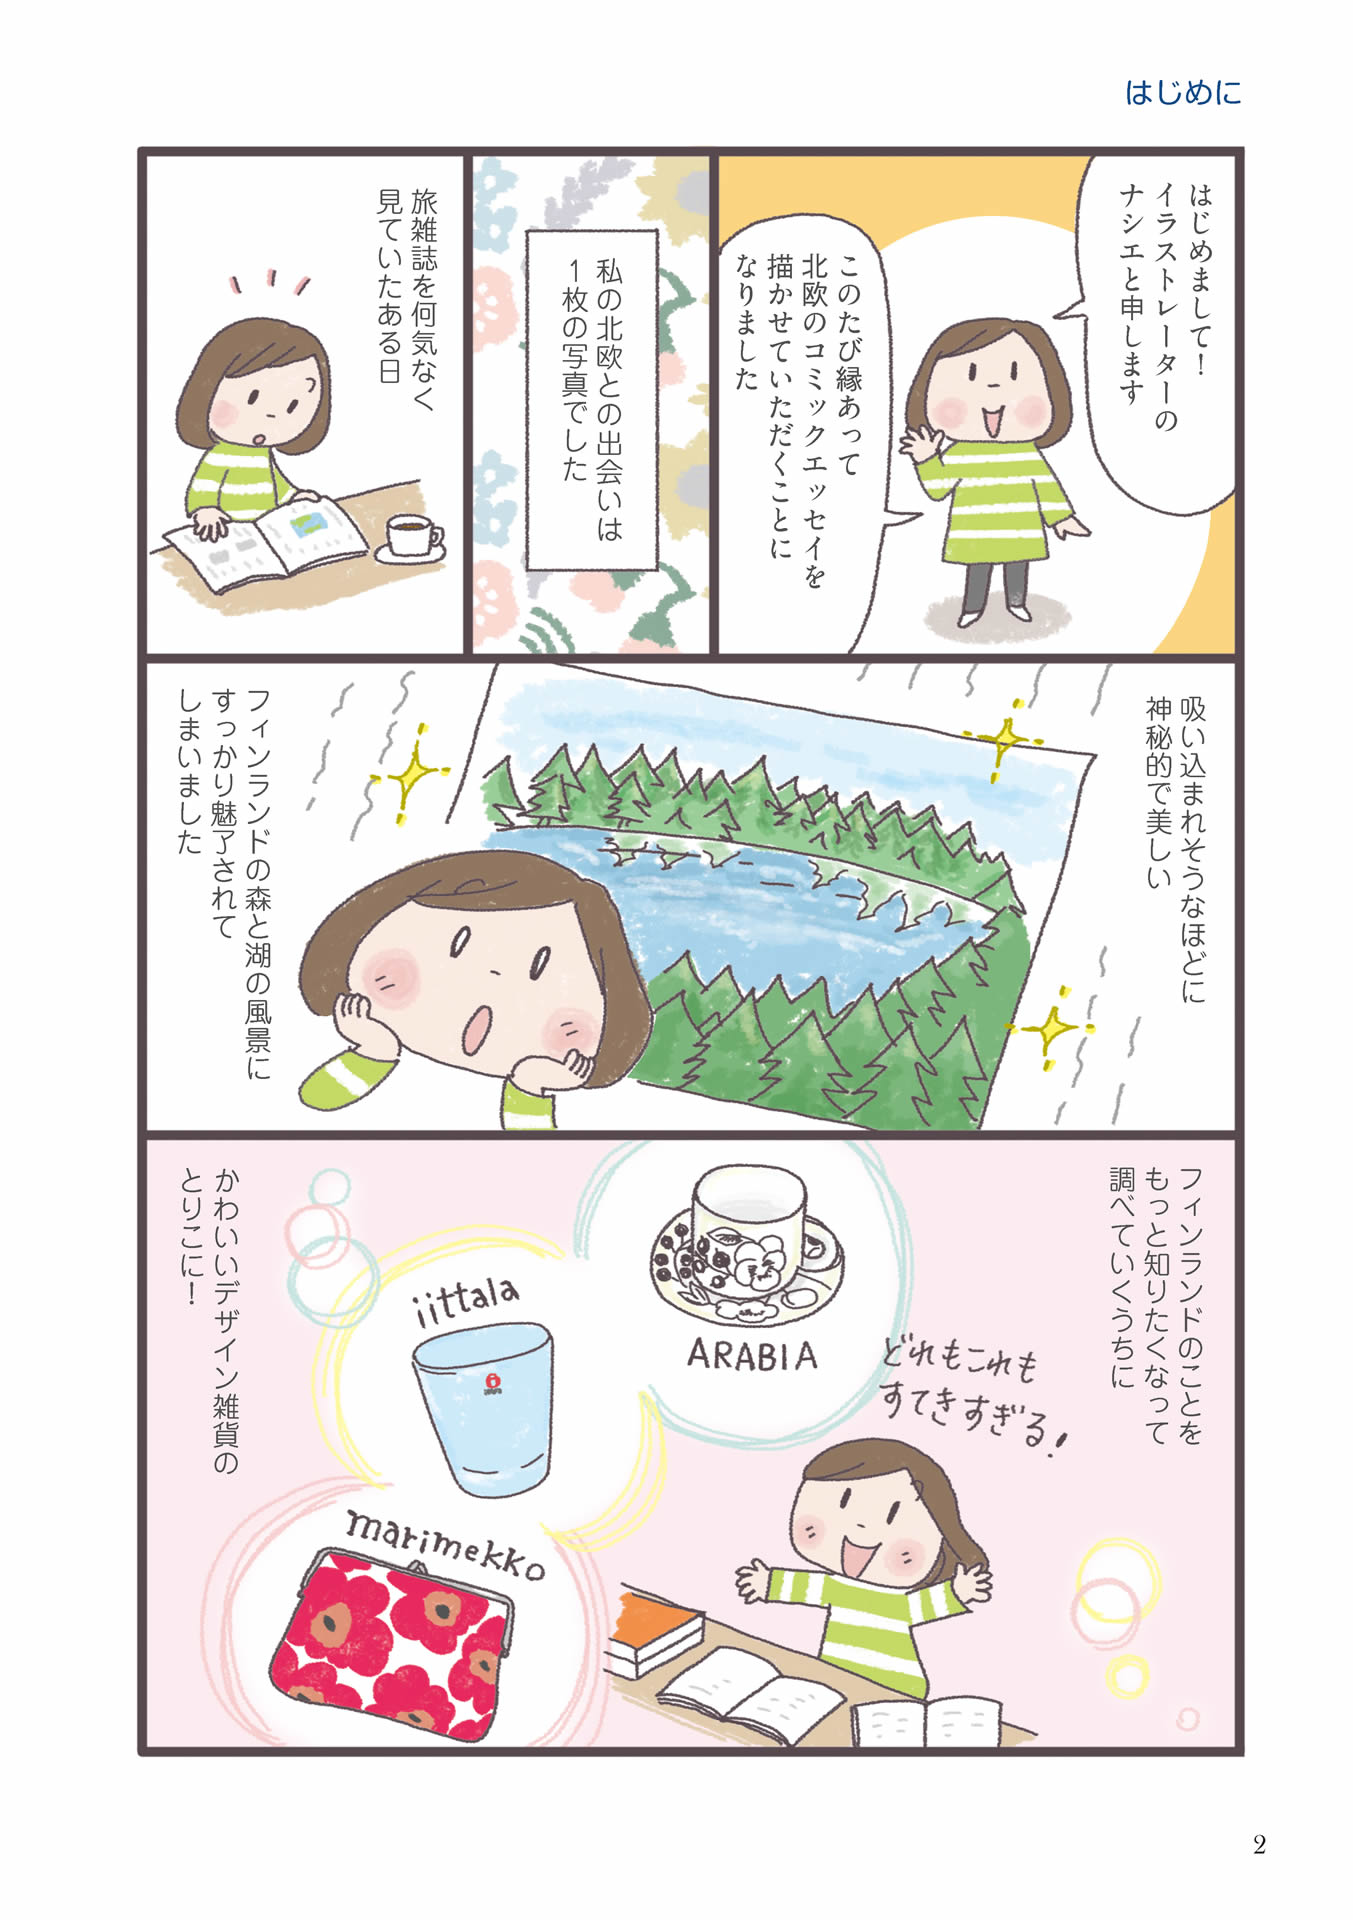 はじめに
はじめまして！
イラストレーターの
ナシエと申します
このたび縁あって
北欧のコミックエッセイを
描かせていただくことに
なりました
私の北欧との出会いは
1枚の写真でした
旅雑誌を何気なく
見ていたある日
吸い込まれそうなほどに
神秘的で美しい
フィンランドの森と湖の風景に
すっかり魅了されて
しまいました
フィンランドのことを
もっと知りたくなって
調べていくうちに
どれもこれも
すてきすぎる！
ARABIA
iittala
marimekko
かわいいデザイン雑貨の
とりこに！
2